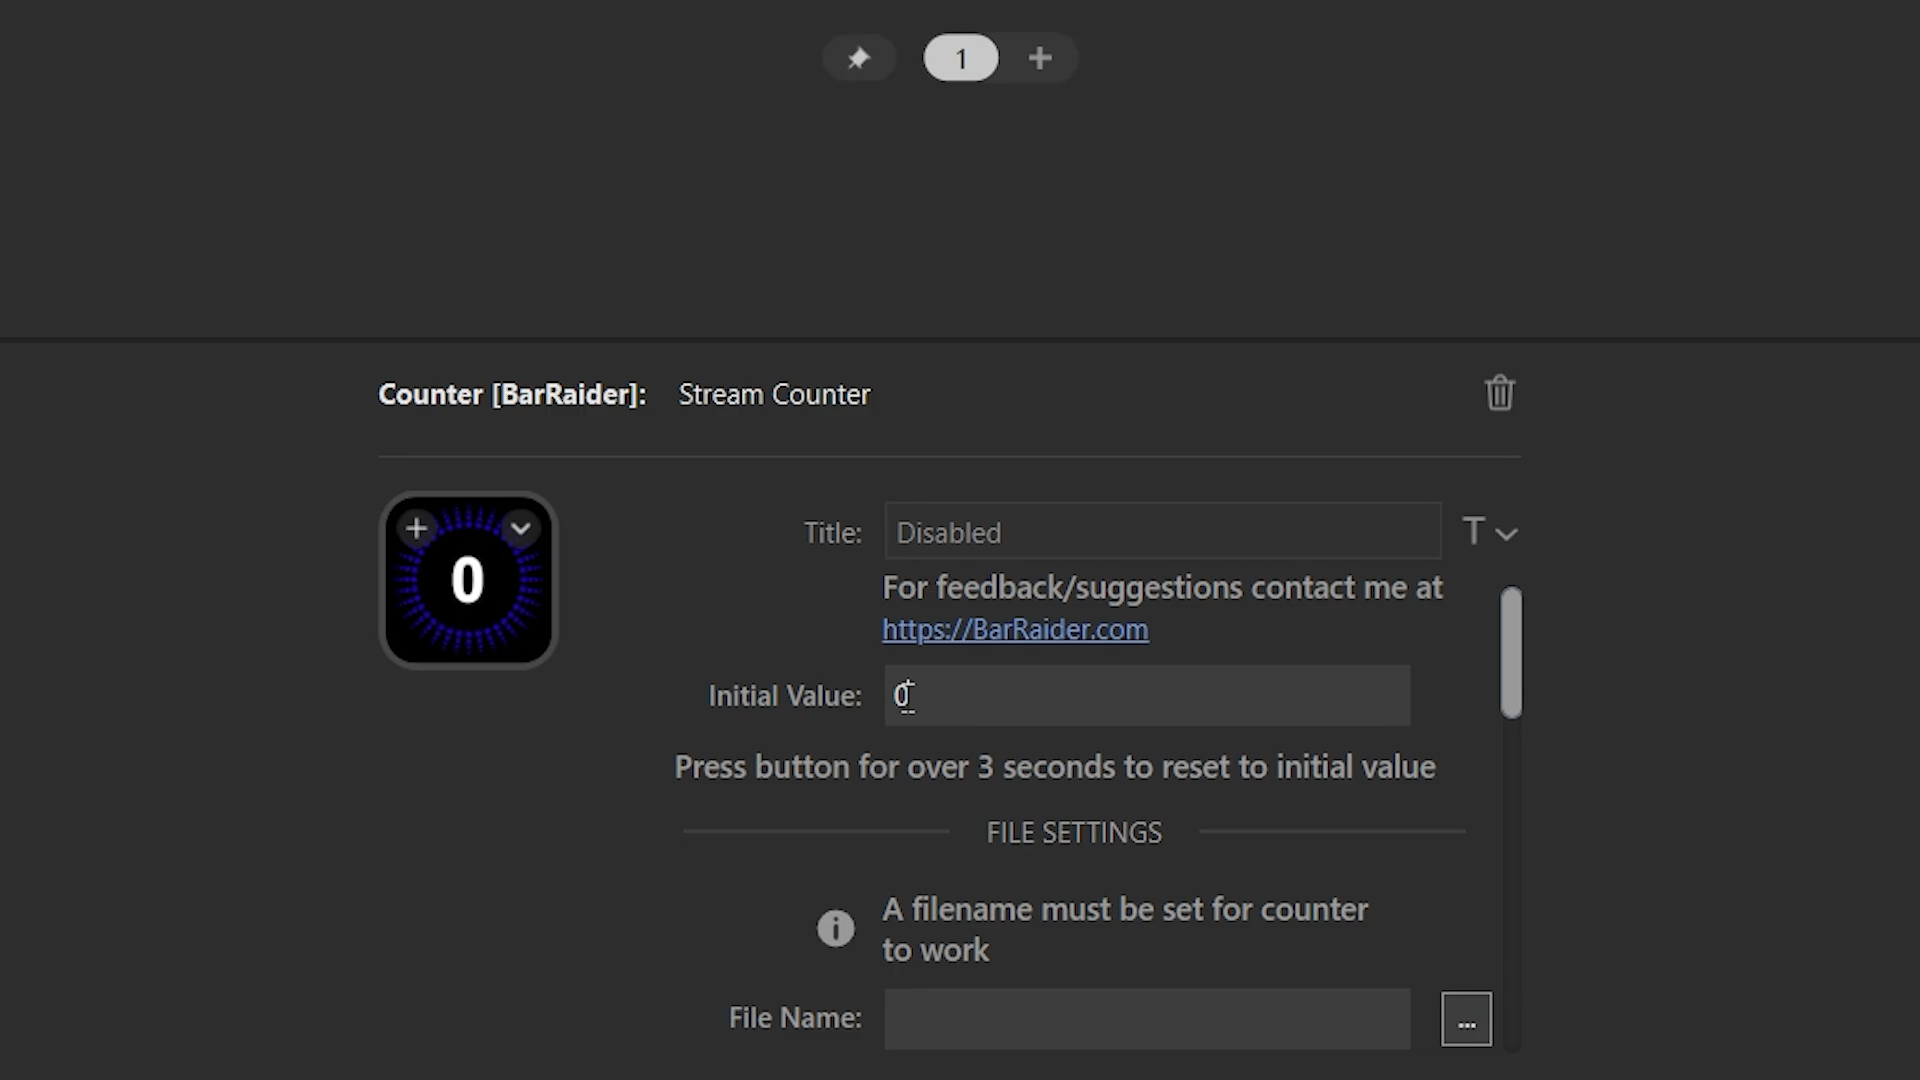 1
Counter [BarRaider]: Stream Counter
0
Title: Disabled
T
For feedback/suggestions contact me at
https://BarRaider.com
Initial Value: 0
Press button for over 3 seconds to reset to initial value
FILE SETTINGS
A filename must be set for counter
to work
File Name:
...